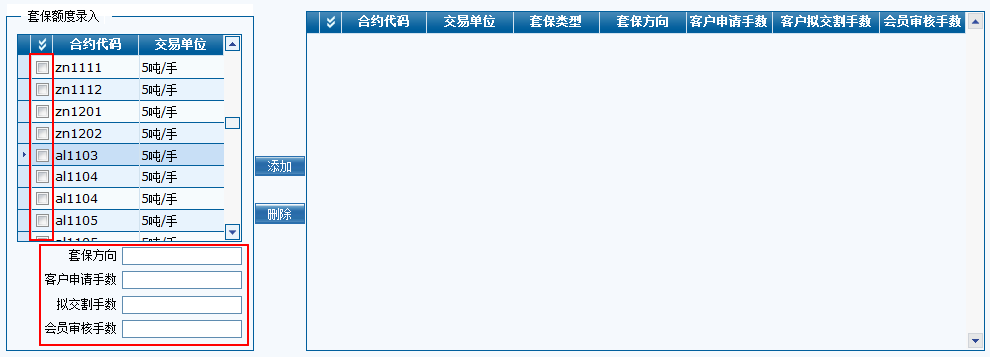 套保额度录入
合约代码 交易单位
zn1111 5吨/手
zn1112 5吨/手
zn1201 5吨/手
zn1202 5吨/手
al1103 5吨/手
al1104 5吨/手
al1104 5吨/手
al1105 5吨/手
al1105 5吨/手
套保方向
客户申请手数
拟交割手数
会员审核手数
添加
删除
合约代码 交易单位 套保类型 套保方向 客户申请手数 客户拟交割手数 会员审核手数